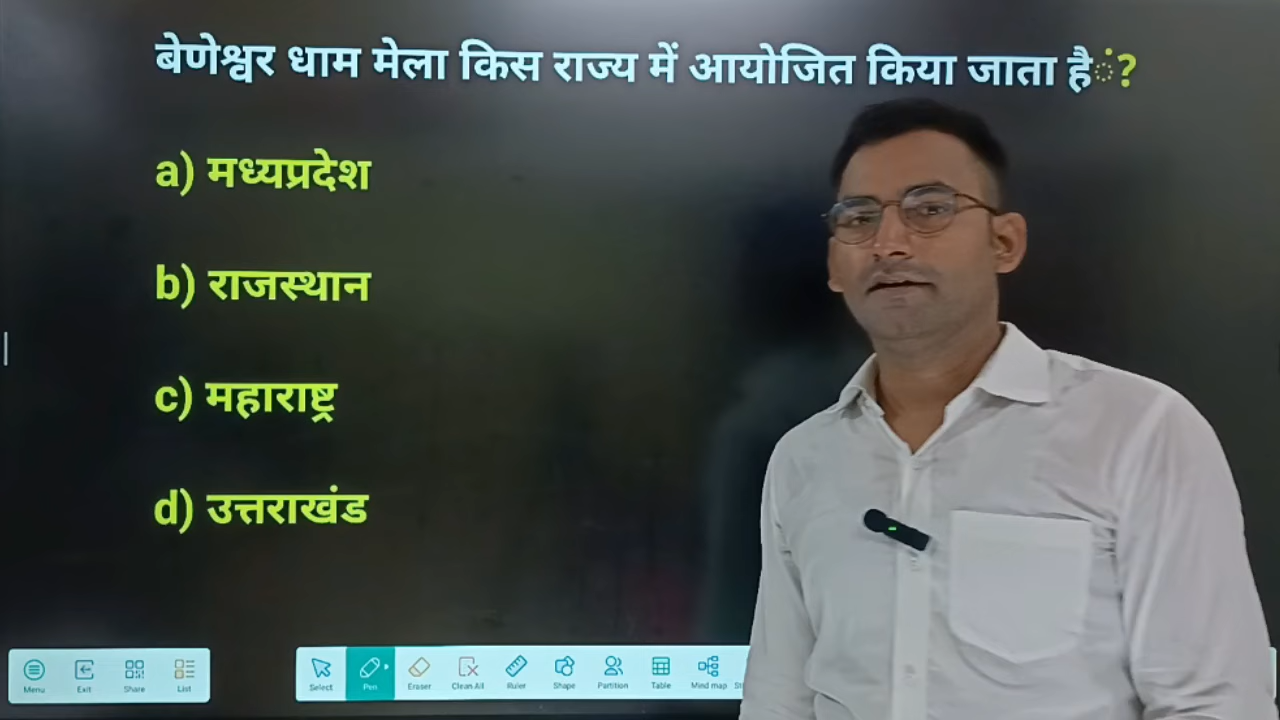 बेणेश्वर धाम मेला किस राज्य में आयोजित किया जाता हैं?
a) मध्यप्रदेश
b) राजस्थान
c) महाराष्ट्र
d) उत्तराखंड
Menu Exit Share List Select Pen Eraser Clean All Ruler Shape Partition Table Mind map